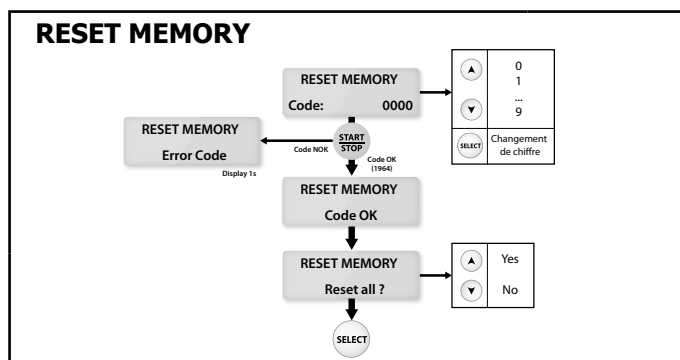 RESET MEMORY
RESET MEMORY
Code: 0000
0
1
...
9
SELECT
Changement
de chiffre
START
STOP
Code NOK
RESET MEMORY
Error Code
Display 1s
Code OK
(1964)
RESET MEMORY
Code OK
RESET MEMORY
Reset all ?
Yes
No
SELECT